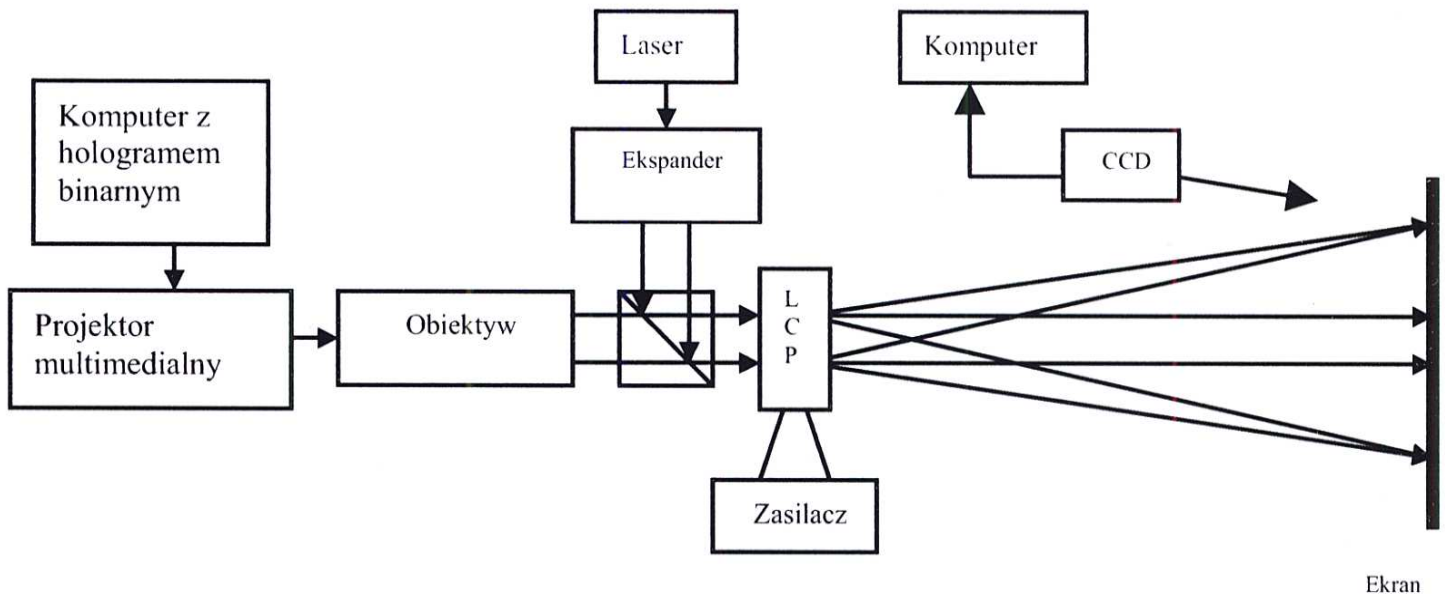 Laser
Komputer
Komputer z
hologramem
binarnym
Ekspander
CCD
Projektor
multimedialny
Obiektyw
L
C
P
Zasilacz
Ekran